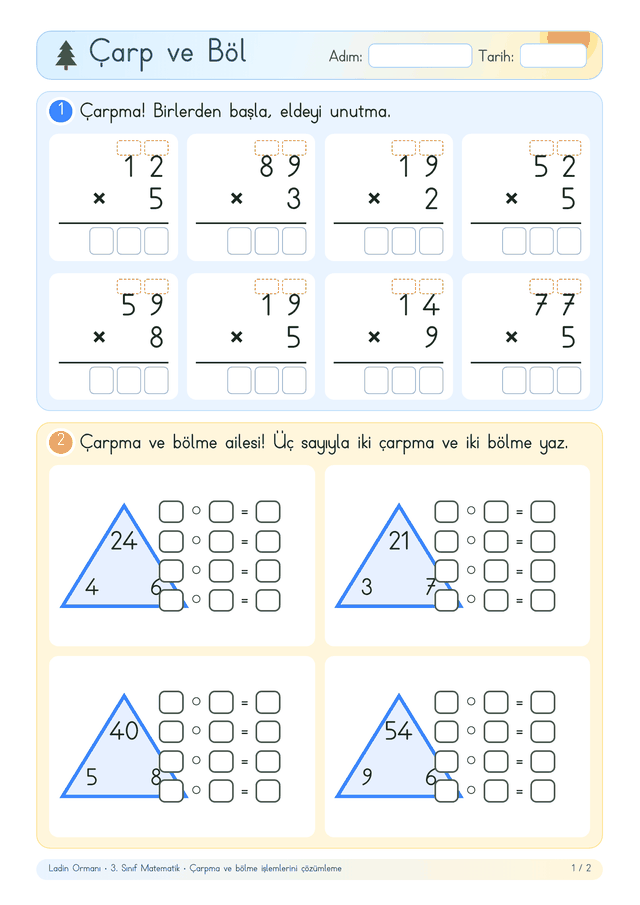 Çarp ve Böl
Adım:
Tarih:
1 Çarpma! Birlerden başla, eldeyi unutma.
12 89 19 52
× 5 × 3 × 2 × 5
59 19 14 77
× 8 × 5 × 9 × 5
2 Çarpma ve bölme ailesi! Üç sayıyla iki çarpma ve iki bölme yaz.
24
4 6
○ =
○ =
○ =
○ =
21
3 7
○ =
○ =
○ =
○ =
40
5 8
○ =
○ =
○ =
○ =
54
9 6
○ =
○ =
○ =
○ =
Ladin Ormanı • 3. Sınıf Matematik • Çarpma ve bölme işlemlerini çözümleme
1 / 2